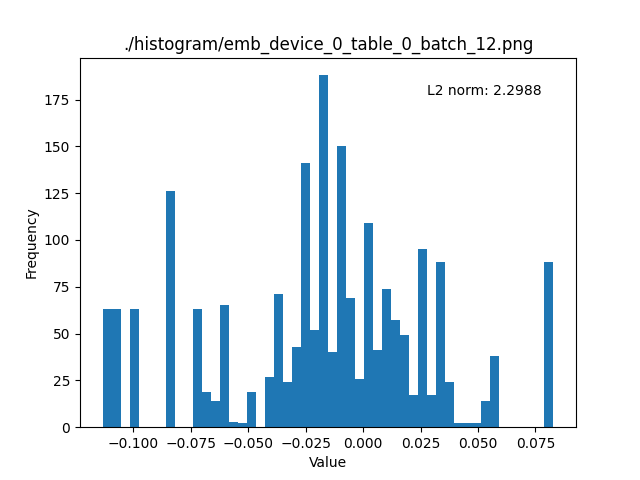 ./histogram/emb_device_0_table_0_batch_12.png
L2 norm: 2.2988
Frequency
175
150
125
100
75
50
25
0
−0.100 −0.075 −0.050 −0.025 0.000 0.025 0.050 0.075
Value